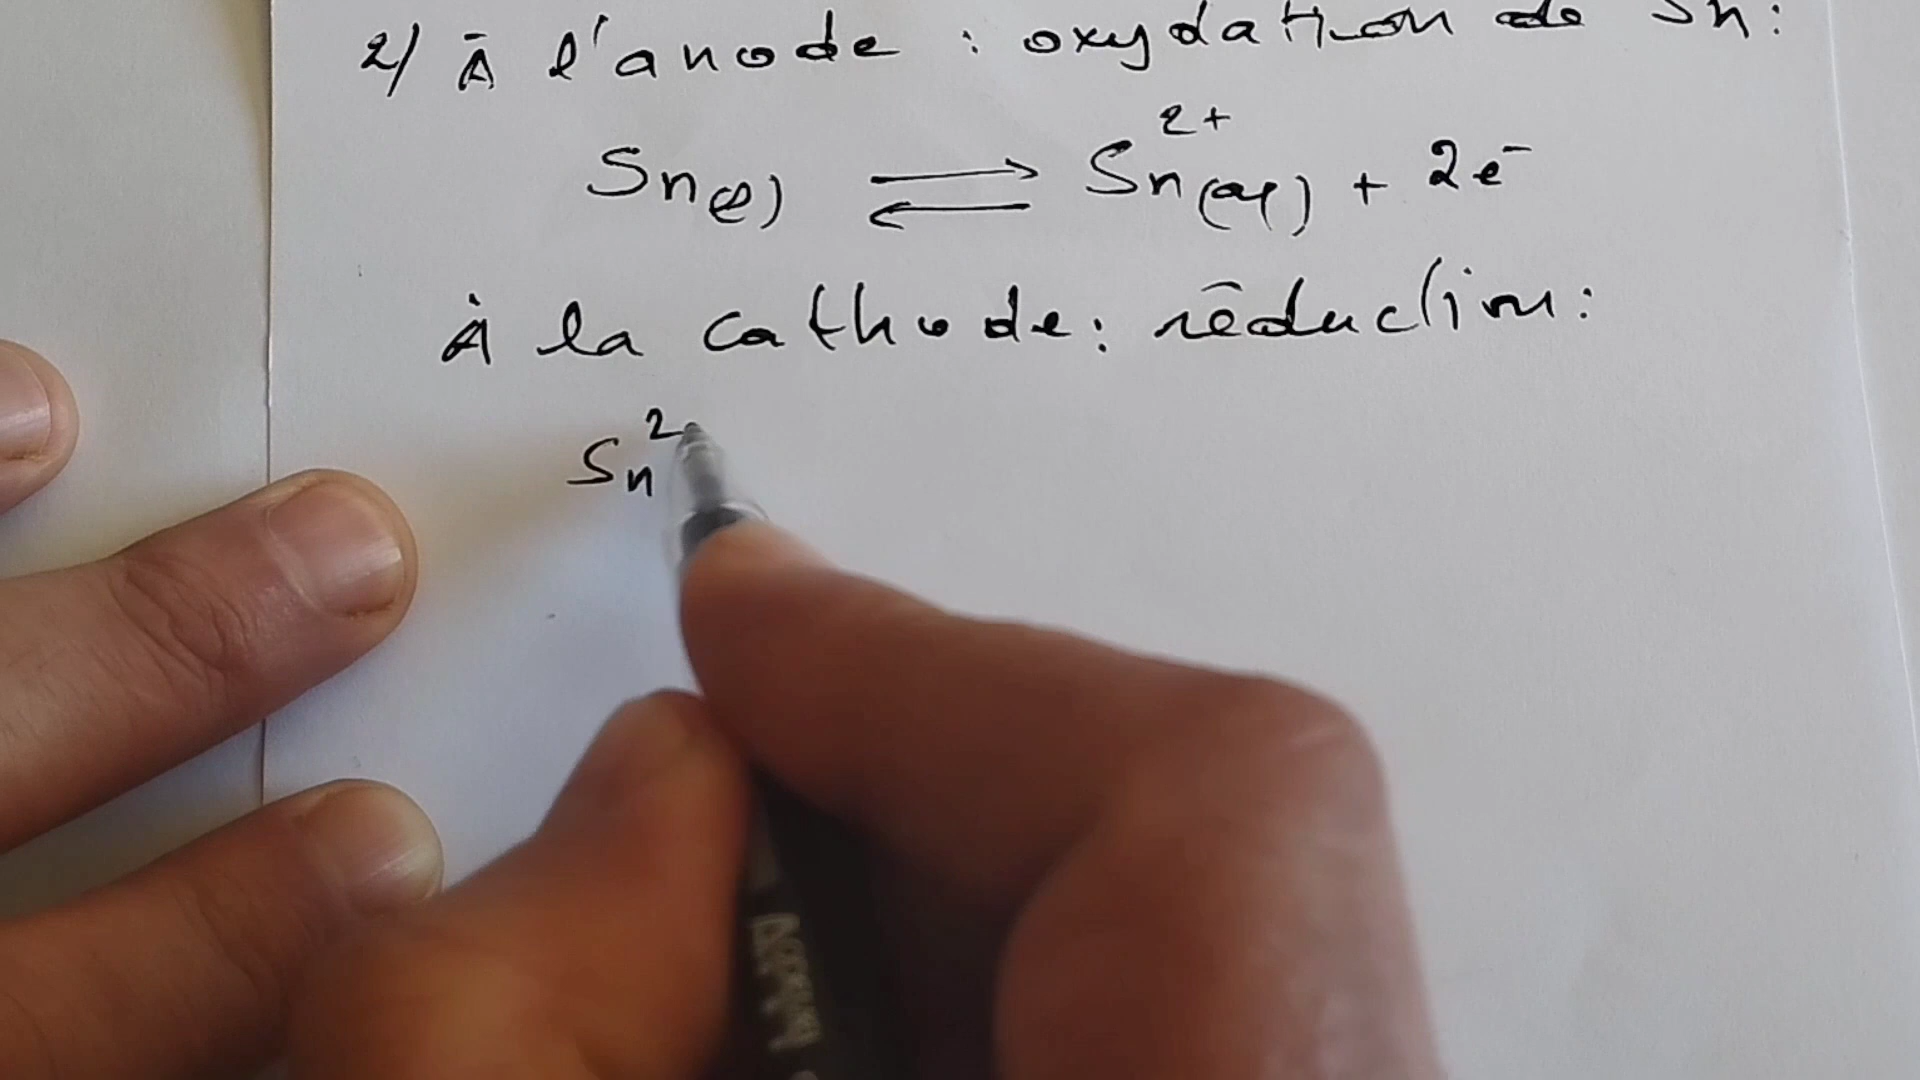 2) À l'anode : oxydation de Sn :
Sn(s) ⇌ Sn²⁺(aq) + 2e⁻
À la cathode : réduction :
Sn²